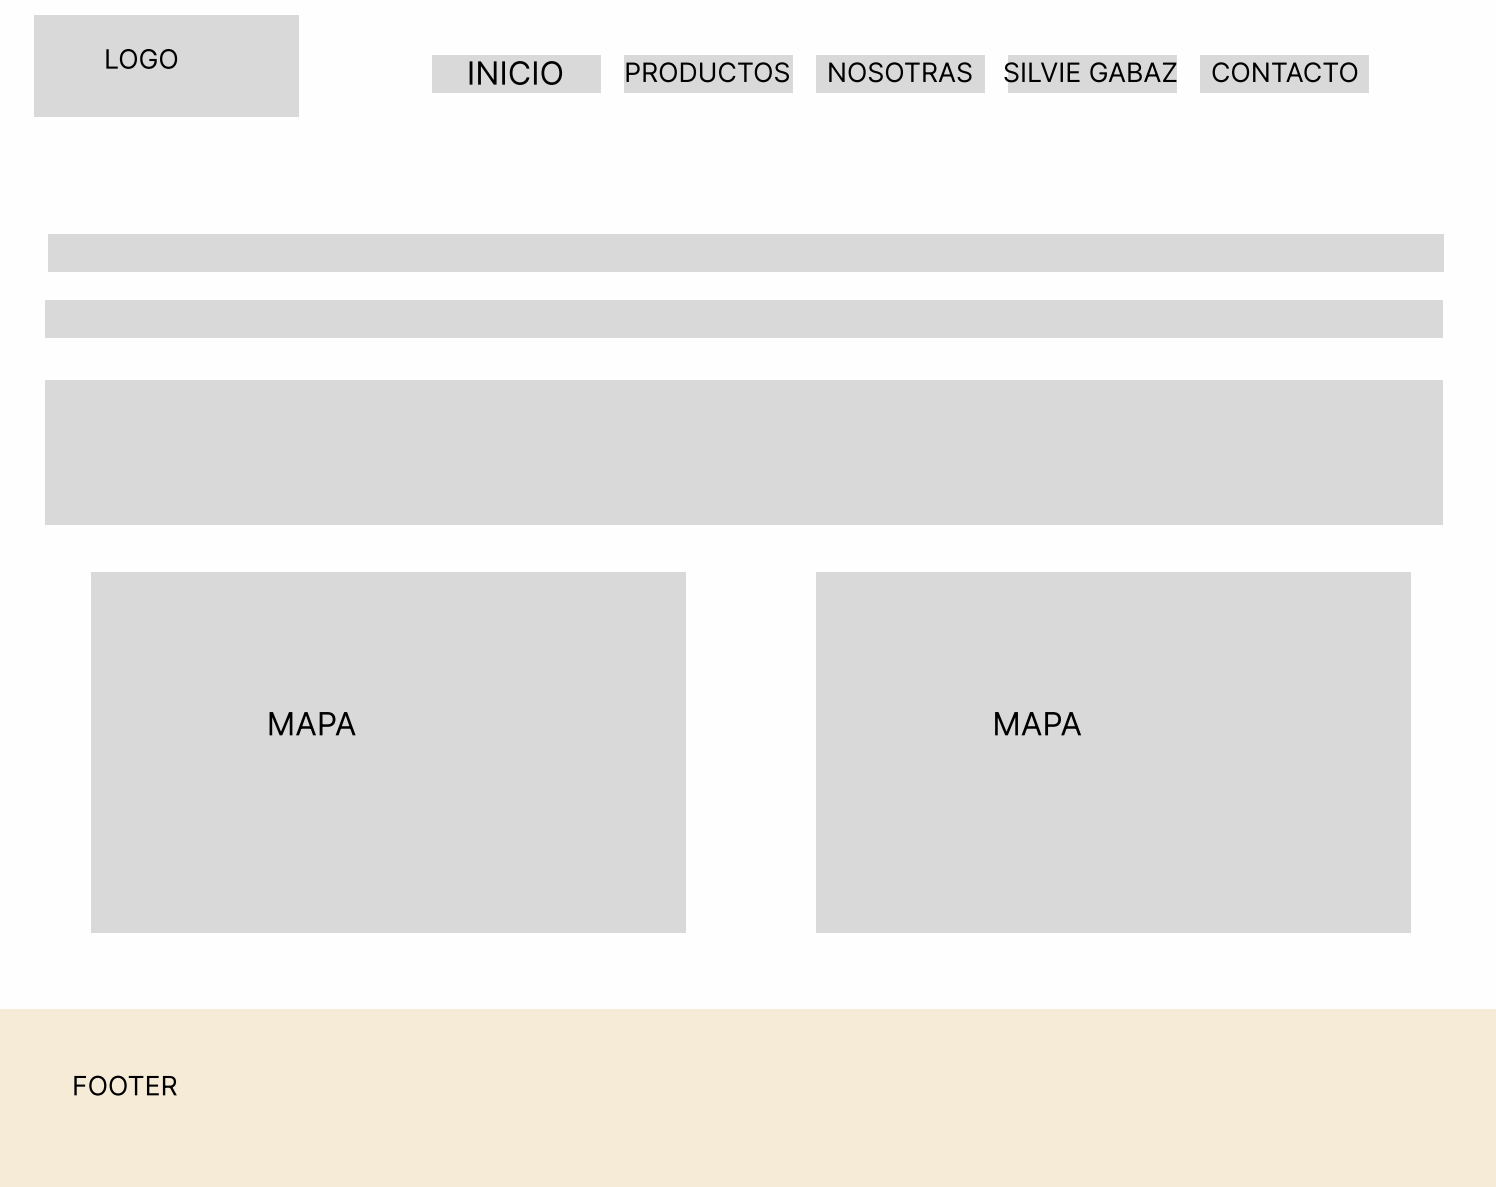 LOGO
INICIO
PRODUCTOS
NOSOTRAS
SILVIE GABAZ
CONTACTO
MAPA
MAPA
FOOTER